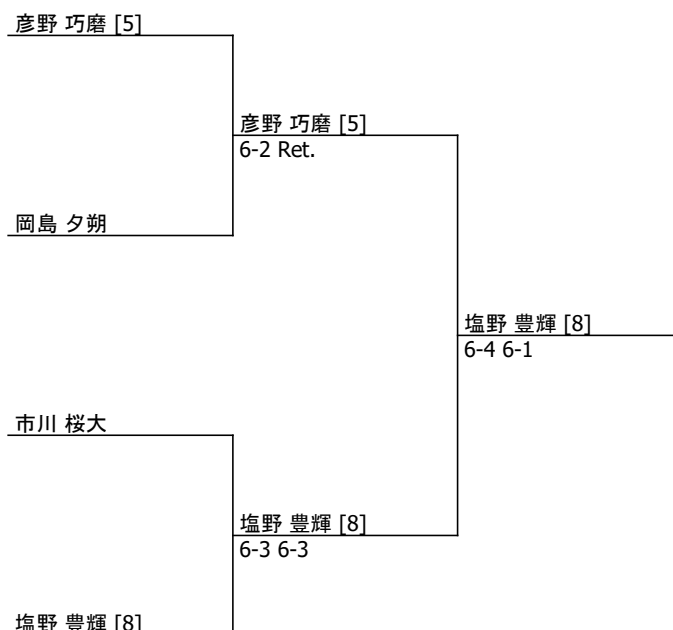 彦野 巧磨 [5]
彦野 巧磨 [5]
6-2 Ret.
岡島 夕朔
塩野 豊輝 [8]
6-4 6-1
市川 桜大
塩野 豊輝 [8]
6-3 6-3
塩野 豊輝 [8]